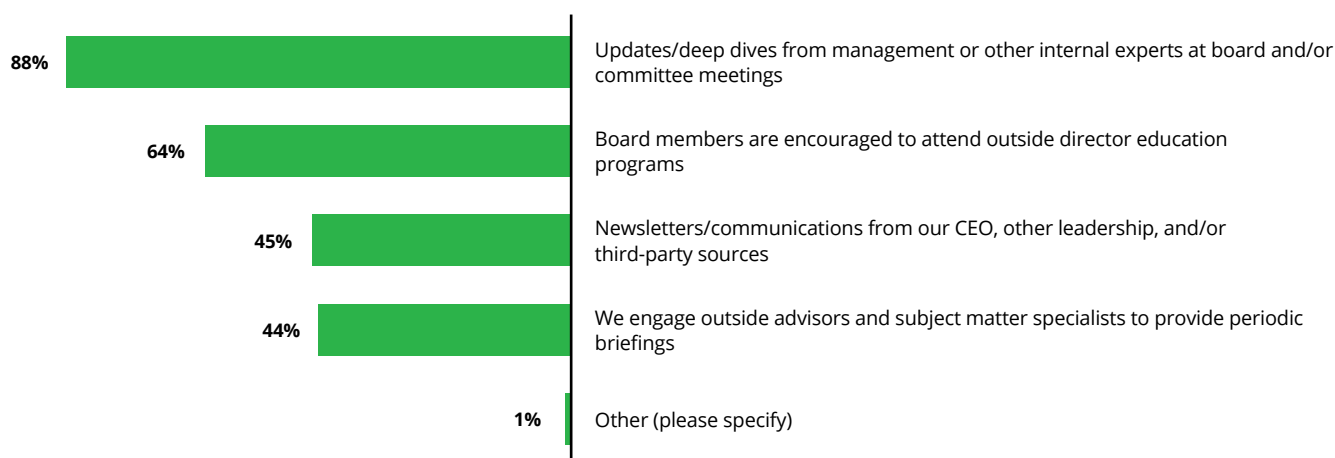 88%
Updates/deep dives from management or other internal experts at board and/or
committee meetings
64%
Board members are encouraged to attend outside director education
programs
45%
Newsletters/communications from our CEO, other leadership, and/or
third-party sources
44%
We engage outside advisors and subject matter specialists to provide periodic
briefings
1%
Other (please specify)